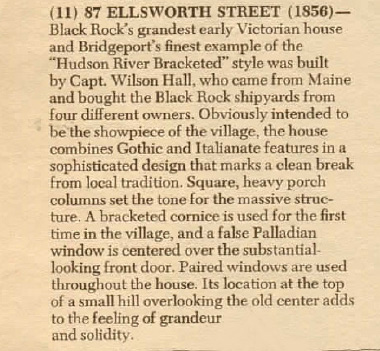 (11) 87 ELLSWORTH STREET (1856)—
Black Rock's grandest early Victorian house
and Bridgeport's finest example of the
"Hudson River Bracketed" style was built
by Capt. Wilson Hall, who came from Maine
and bought the Black Rock shipyards from
four different owners. Obviously intended to
be the showpiece of the village, the house
combines Gothic and Italianate features in a
sophisticated design that marks a clean break
from local tradition. Square, heavy porch
columns set the tone for the massive struc-
ture. A bracketed cornice is used for the first
time in the village, and a false Palladian
window is centered over the substantial-
looking front door. Paired windows are used
throughout the house. Its location at the top
of a small hill overlooking the old center adds
to the feeling of grandeur
and solidity.